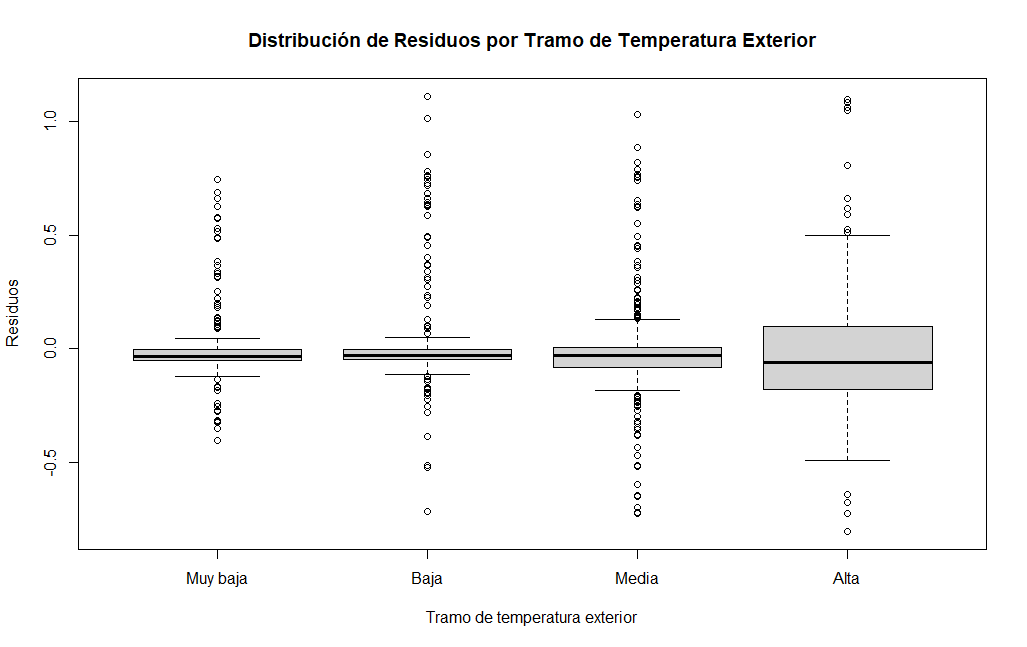 Distribución de Residuos por Tramo de Temperatura Exterior
Residuos
1.0
0.5
0.0
-0.5
Muy baja
Baja
Media
Alta
Tramo de temperatura exterior